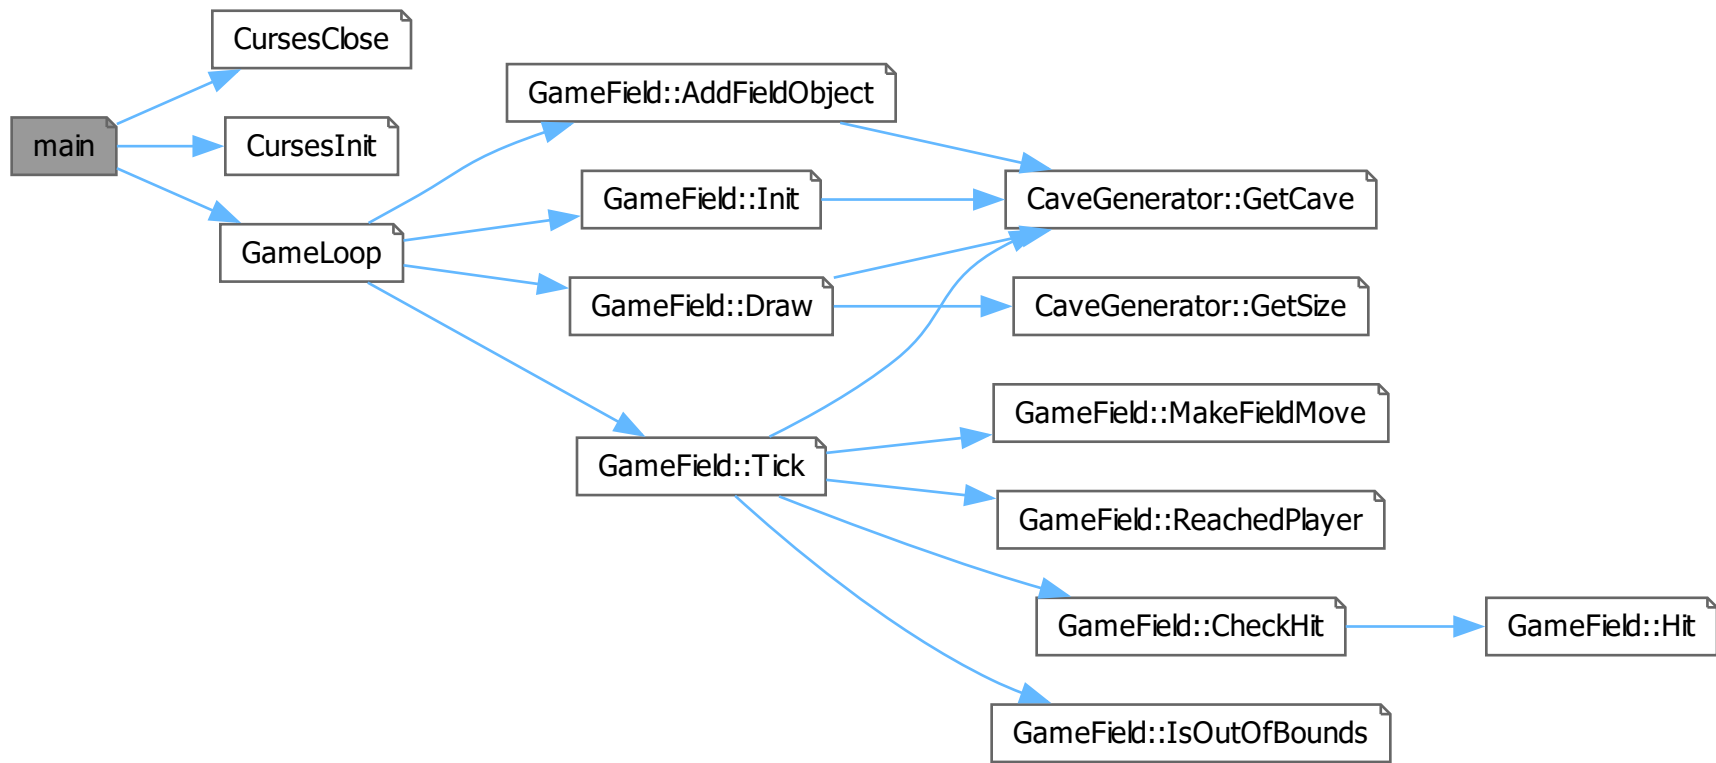 CursesClose
GameField::AddFieldObject
main
CursesInit
GameField::Init
CaveGenerator::GetCave
GameLoop
GameField::Draw
CaveGenerator::GetSize
GameField::MakeFieldMove
GameField::Tick
GameField::ReachedPlayer
GameField::CheckHit
GameField::Hit
GameField::IsOutOfBounds